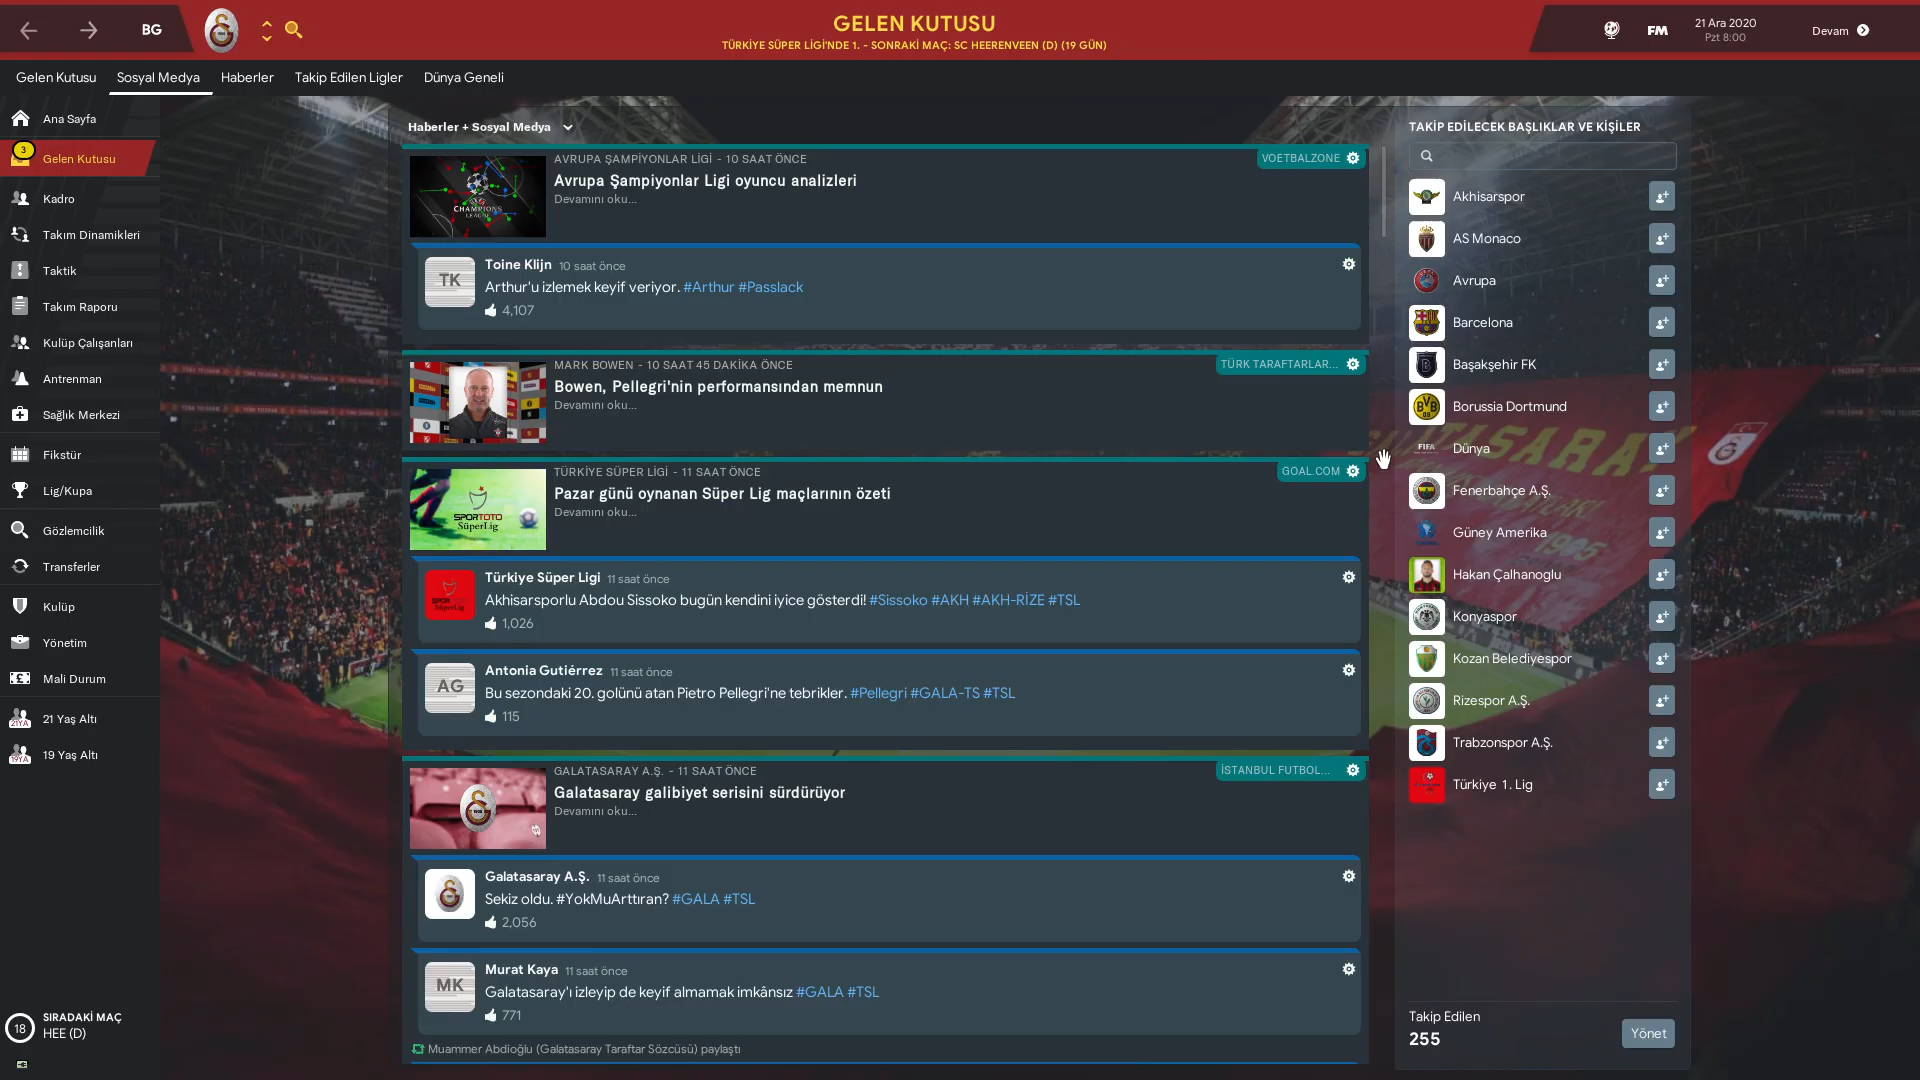 BG
GELEN KUTUSU
TÜRKİYE SÜPER LİGİ'NDE 1. - SONRAKİ MAÇ: SC HEERENVEEN (D) (19 GÜN)
FM
21 Ara 2020
Pzt 8:00
Devam
Gelen Kutusu
Sosyal Medya
Haberler
Takip Edilen Ligler
Dünya Geneli
Ana Sayfa
3
Gelen Kutusu
Kadro
Takım Dinamikleri
Taktik
Takım Raporu
Kulüp Çalışanları
Antrenman
Sağlık Merkezi
Fikstür
Lig/Kupa
Gözlemcilik
Transferler
Kulüp
Yönetim
Mali Durum
21YA
21 Yaş Altı
19YA
19 Yaş Altı
18
SIRADAKİ MAÇ
HEE (D)
Haberler + Sosyal Medya
AVRUPA ŞAMPİYONLAR LİGİ - 10 SAAT ÖNCE
VOETBALZONE
Avrupa Şampiyonlar Ligi oyuncu analizleri
Devamını oku...
CHAMPIONS
LEAGUE
TK
Toine Klijn 10 saat önce
Arthur'u izlemek keyif veriyor. #Arthur #Passlack
4,107
MARK BOWEN - 10 SAAT 45 DAKİKA ÖNCE
TÜRK TARAFTARLAR...
Bowen, Pellegri'nin performansından memnun
Devamını oku...
TÜRKİYE SÜPER LİGİ - 11 SAAT ÖNCE
GOAL.COM
Pazar günü oynanan Süper Lig maçlarının özeti
Devamını oku...
SPORTOTO
SüperLig
Türkiye Süper Ligi 11 saat önce
Akhisarsporlu Abdou Sissoko bugün kendini iyice gösterdi! #Sissoko #AKH #AKH-RİZE #TSL
1,026
AG
Antonia Gutiérrez 11 saat önce
Bu sezondaki 20. golünü atan Pietro Pellegri'ne tebrikler. #Pellegri #GALA-TS #TSL
115
GALATASARAY A.Ş. - 11 SAAT ÖNCE
İSTANBUL FUTBOL...
Galatasaray galibiyet serisini sürdürüyor
Devamını oku...
Galatasaray A.Ş. 11 saat önce
Sekiz oldu. #YokMuArttıran? #GALA #TSL
2,056
MK
Murat Kaya 11 saat önce
Galatasaray'ı izleyip de keyif almamak imkânsız #GALA #TSL
771
Muammer Abdioğlu (Galatasaray Taraftar Sözcüsü) paylaştı
TAKİP EDİLECEK BAŞLIKLAR VE KİŞİLER
Akhisarspor
AS Monaco
Avrupa
Barcelona
Başakşehir FK
Borussia Dortmund
FIFA
Dünya
Fenerbahçe A.Ş.
Güney Amerika
Hakan Çalhanoglu
Konyaspor
Kozan Belediyespor
Rizespor A.Ş.
Trabzonspor A.Ş.
Türkiye 1. Lig
Takip Edilen
255
Yönet